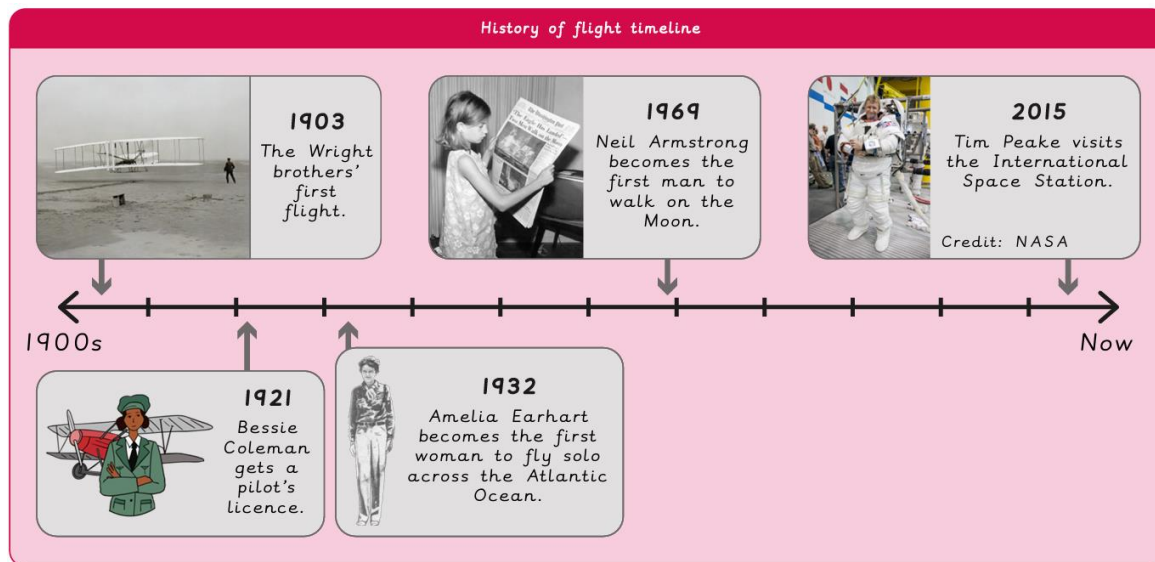 History of flight timeline
1903
The Wright
brothers'
first
flight.
1969
Neil Armstrong
becomes the
first man to
walk on the
Moon.
2015
Tim Peake visits
the International
Space Station.
Credit: NASA
1900s
Now
1921
Bessie
Coleman
gets a
pilot's
licence.
1932
Amelia Earhart
becomes the first
woman to fly solo
across the Atlantic
Ocean.